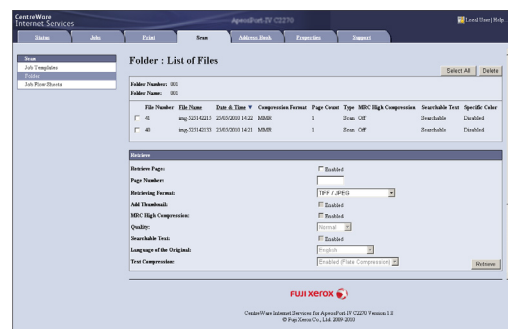 CentreWare
Internet Services
ApeosPort-IV C2270
Local User | Help
Status Jobs Print Scan Address Book Properties Support
Scan
Job Templates
Folder
Job Flow Sheets
Folder : List of Files
Select All Delete
Folder Number: 001
Folder Name: 001
File Number File Name Date & Time ▼ Compression Format Page Count Type MRC High Compression Searchable Text Specific Color
41 img-323142213 23/03/2010 14:22 MMR 1 Scan Off Searchable Disabled
40 img-323142133 23/03/2010 14:21 MMR 1 Scan Off Searchable Disabled
Retrieve
Retrieve Page: Enabled
Page Number:
Retrieving Format: TIFF / JPEG
Add Thumbnail: Enabled
MRC High Compression: Enabled
Quality: Normal
Searchable Text: Enabled
Language of the Original: English
Text Compression: Enabled (Flate Compression)
Retrieve
FUJI XEROX
CentreWare Internet Services for ApeosPort-IV C2270 Version 1.0
© Fuji Xerox Co., Ltd. 2009-2010